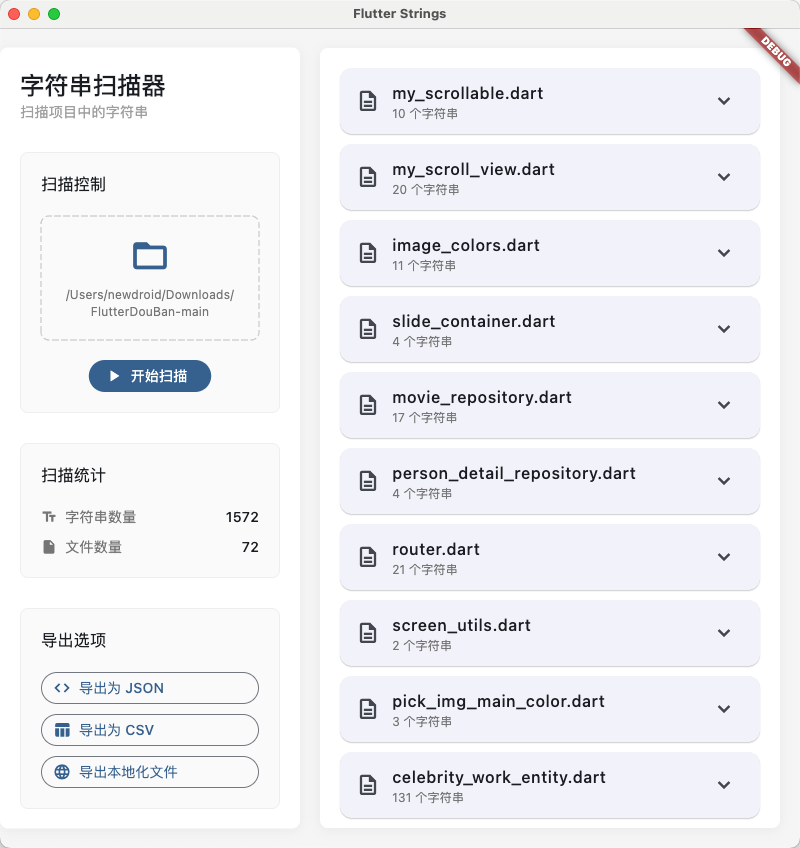 Flutter Strings
DEBUG
字符串扫描器
扫描项目中的字符串
扫描控制
/Users/newdroid/Downloads/
FlutterDouBan-main
开始扫描
扫描统计
字符串数量 1572
文件数量 72
导出选项
导出为 JSON
导出为 CSV
导出本地化文件
my_scrollable.dart
10 个字符串
my_scroll_view.dart
20 个字符串
image_colors.dart
11 个字符串
slide_container.dart
4 个字符串
movie_repository.dart
17 个字符串
person_detail_repository.dart
4 个字符串
router.dart
21 个字符串
screen_utils.dart
2 个字符串
pick_img_main_color.dart
3 个字符串
celebrity_work_entity.dart
131 个字符串